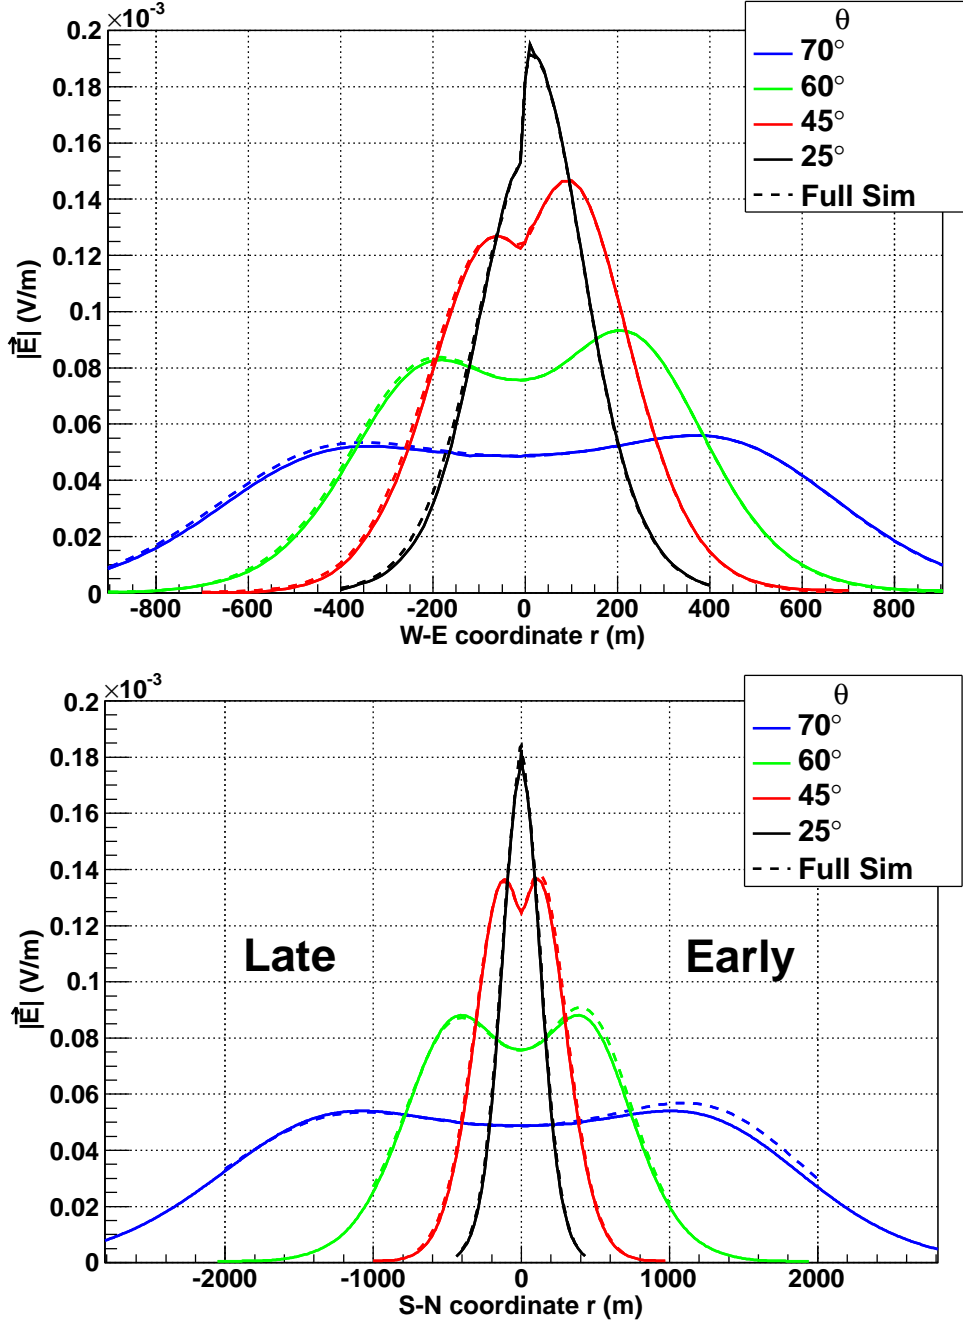 ×10⁻³
θ
0.2
70°
0.18
60°
0.16
45°
0.14
25°
Full Sim
0.12
0.1
0.08
0.06
0.04
0.02
0
|E⃗| (V/m)
-800 -600 -400 -200 0 200 400 600 800
W-E coordinate r (m)
×10⁻³
θ
0.2
70°
0.18
60°
0.16
45°
0.14
25°
Full Sim
0.12
Late Early
0.1
0.08
0.06
0.04
0.02
0
|E⃗| (V/m)
-2000 -1000 0 1000 2000
S-N coordinate r (m)